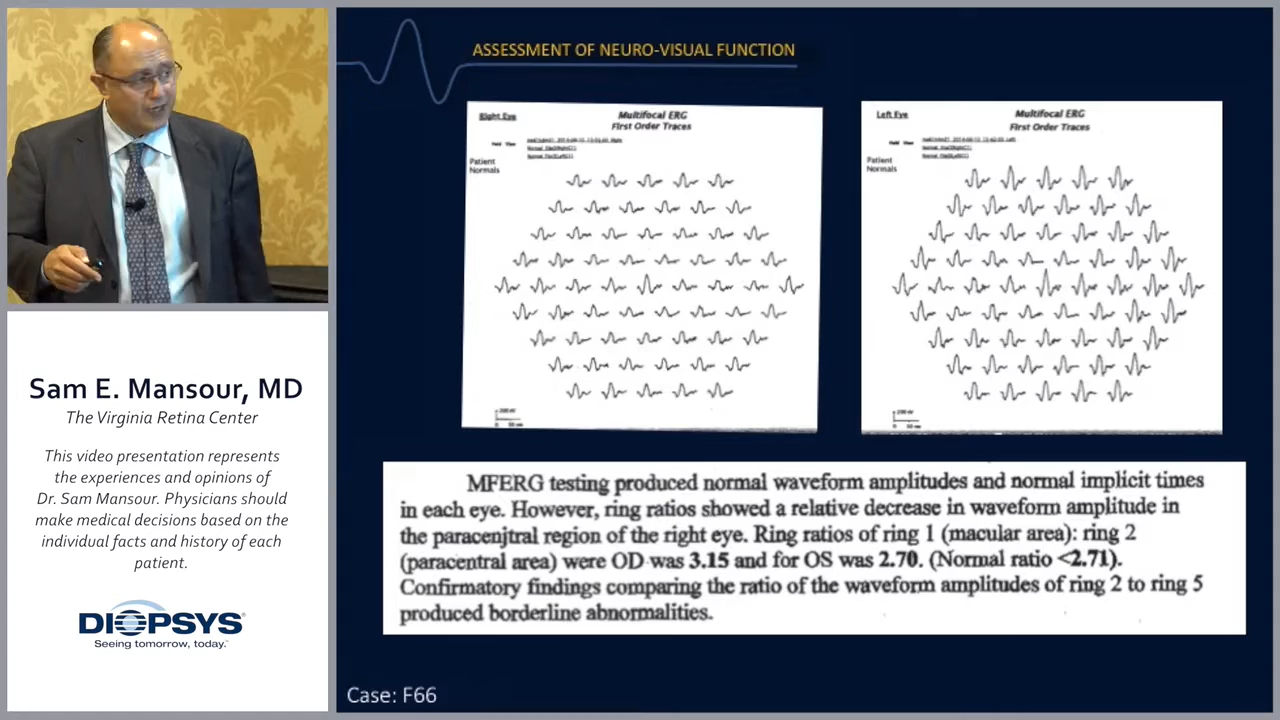 ASSESSMENT OF NEURO-VISUAL FUNCTION
Right Eye
Multifocal ERG
First Order Traces
Field View
Patient
Normals
Left Eye
Multifocal ERG
First Order Traces
Field View
Patient
Normals
MFERG testing produced normal waveform amplitudes and normal implicit times
in each eye. However, ring ratios showed a relative decrease in waveform amplitude in
the paracenjtral region of the right eye. Ring ratios of ring 1 (macular area): ring 2
(paracentral area) were OD was 3.15 and for OS was 2.70. (Normal ratio <2.71).
Confirmatory findings comparing the ratio of the waveform amplitudes of ring 2 to ring 5
produced borderline abnormalities.
Case: F66
Sam E. Mansour, MD
The Virginia Retina Center
This video presentation represents
the experiences and opinions of
Dr. Sam Mansour. Physicians should
make medical decisions based on the
individual facts and history of each
patient.
DIOPSYS®
Seeing tomorrow, today.™